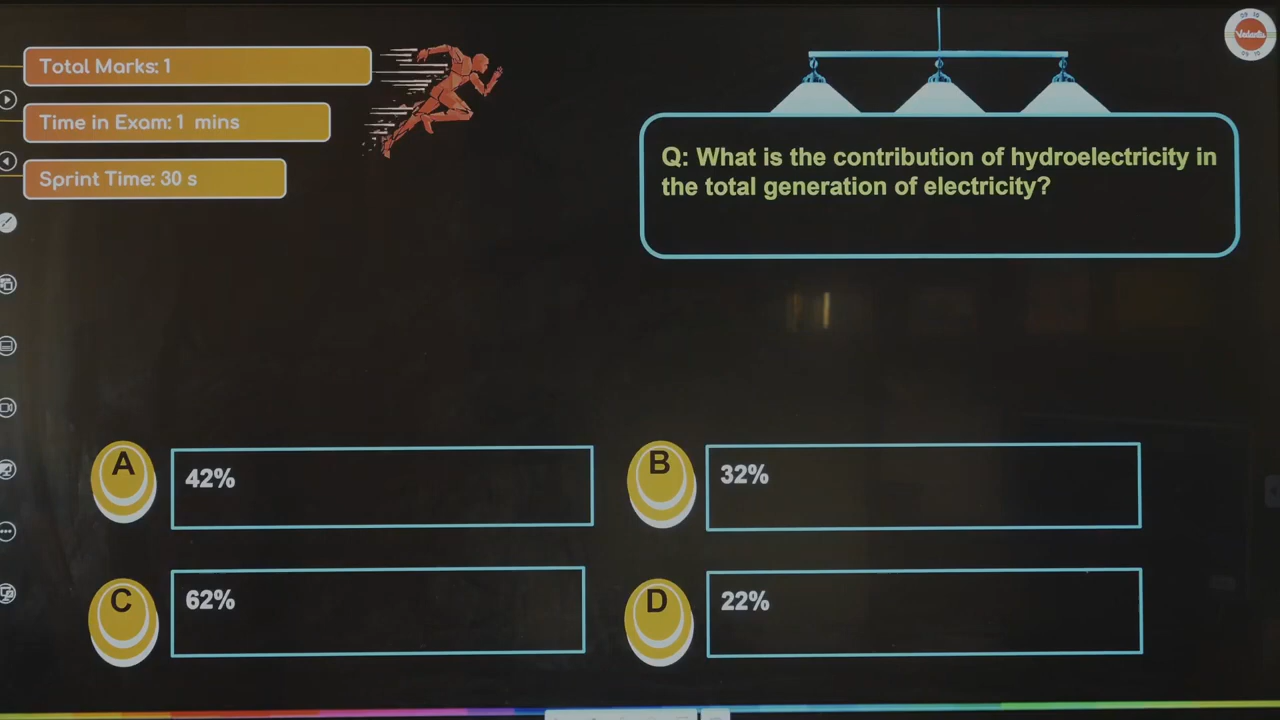 Total Marks: 1
Time in Exam: 1 mins
Sprint Time: 30 s
Vedantu
Q: What is the contribution of hydroelectricity in
the total generation of electricity?
A
42%
B
32%
C
62%
D
22%